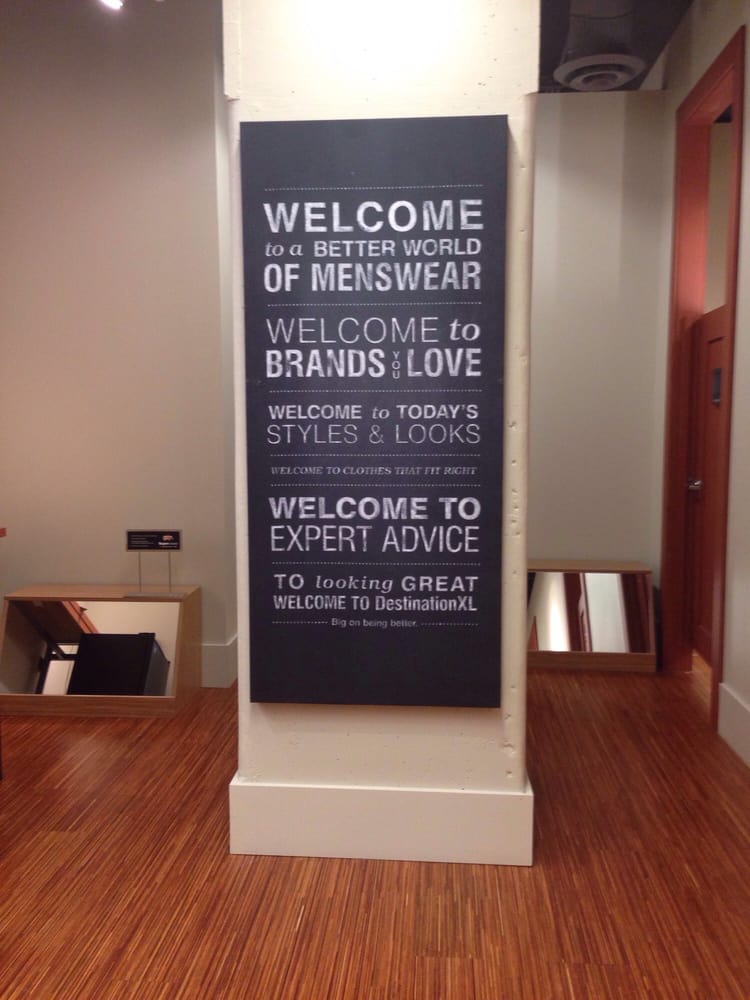 WELCOME
to a BETTER WORLD
OF MENSWEAR
WELCOME to
BRANDS YOU LOVE
WELCOME to TODAY'S
STYLES & LOOKS
WELCOME TO CLOTHES THAT FIT RIGHT
WELCOME TO
EXPERT ADVICE
TO looking GREAT
WELCOME TO DestinationXL
Big on being better.